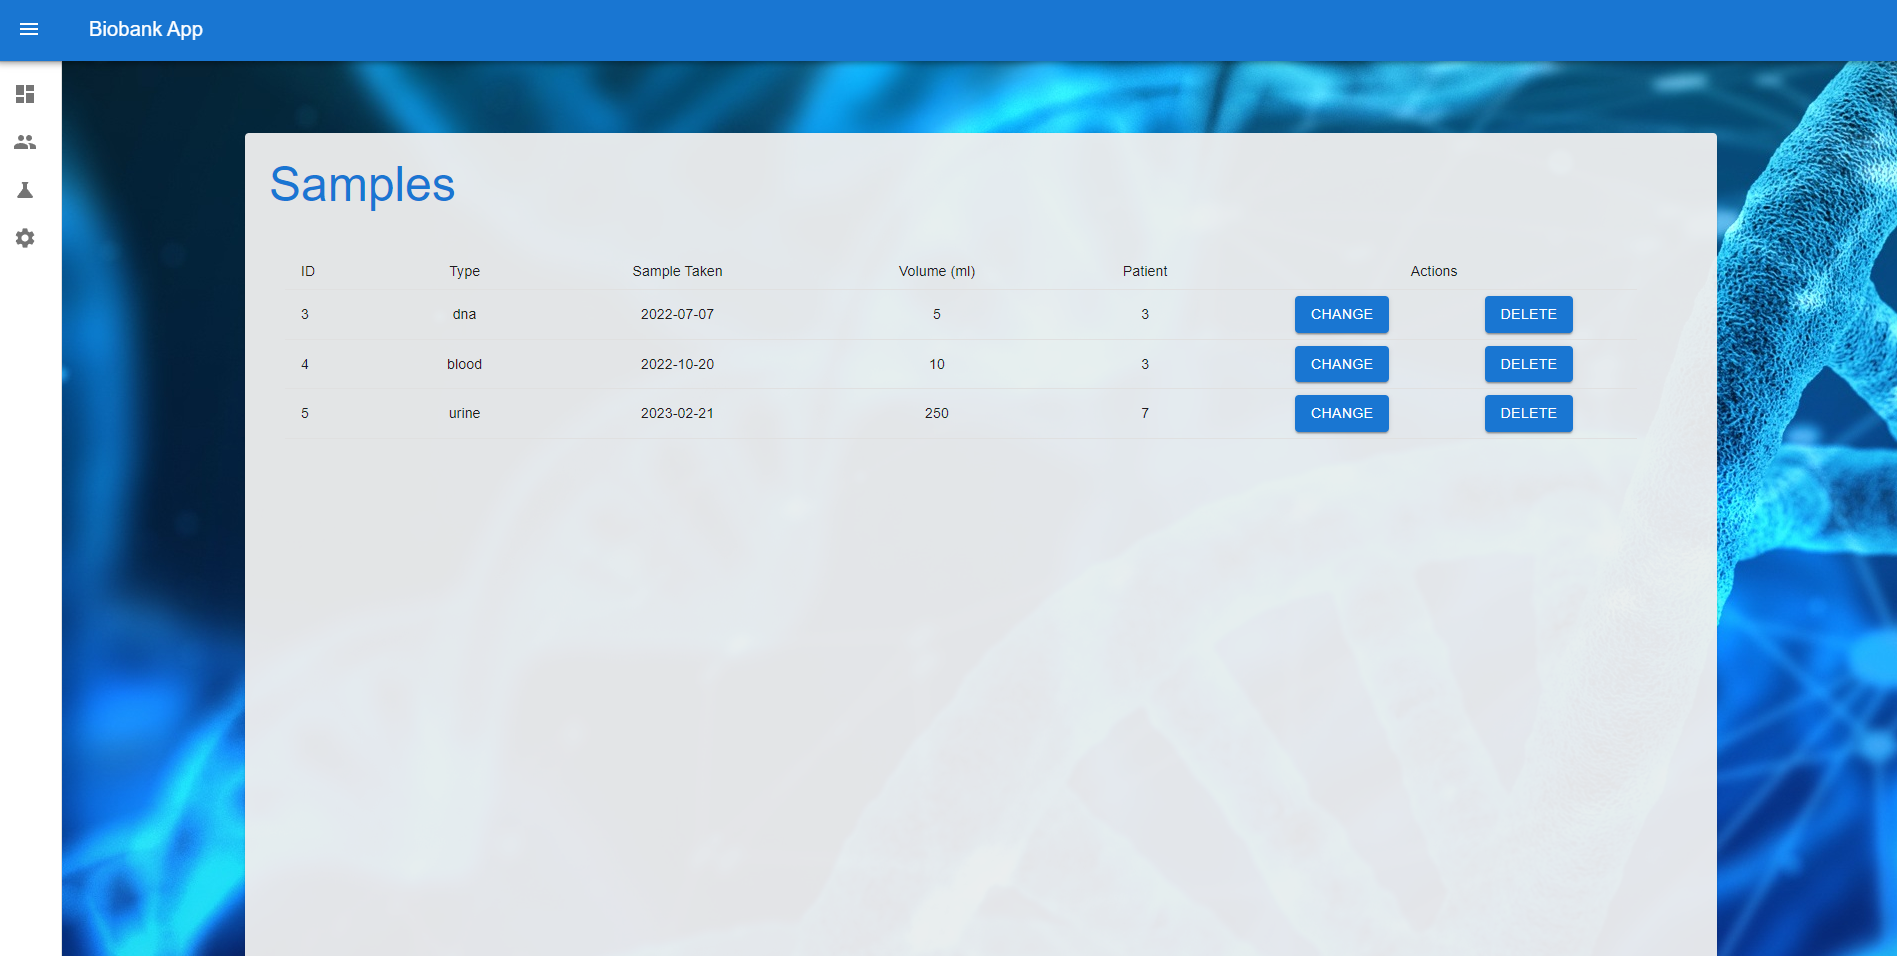 Biobank App
Samples
ID Type Sample Taken Volume (ml) Patient Actions
3 dna 2022-07-07 5 3 CHANGE DELETE
4 blood 2022-10-20 10 3 CHANGE DELETE
5 urine 2023-02-21 250 7 CHANGE DELETE